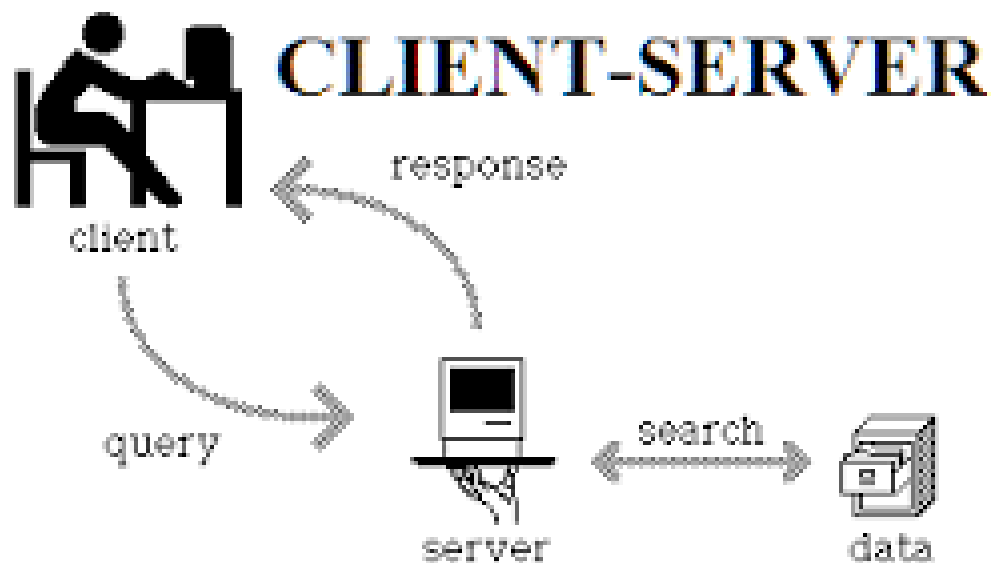 CLIENT-SERVER
response
client
query
search
server
data